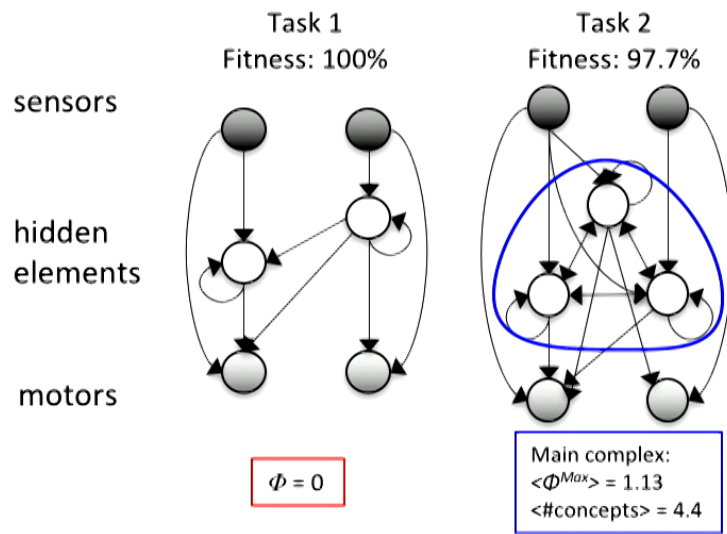 Task 1
Fitness: 100%
Task 2
Fitness: 97.7%
sensors
hidden
elements
motors
Φ = 0
Main complex:
<Φ^Max> = 1.13
<#concepts> = 4.4